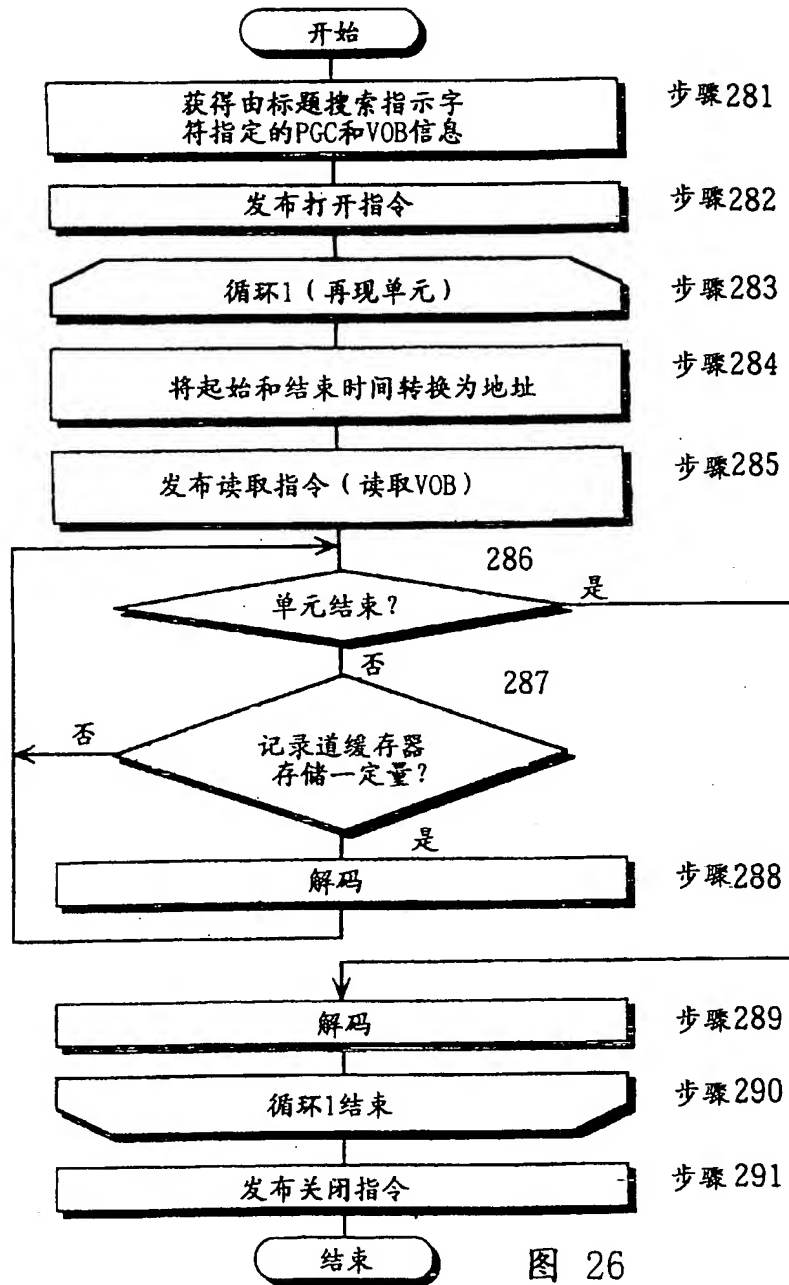 开始
获得由标题搜索指示字
符指定的PGC和VOB信息
步骤281
发布打开指令
步骤282
循环1(再现单元)
步骤283
将起始和结束时间转换为地址
步骤284
发布读取指令(读取VOB)
步骤285
286
单元结束?
是
否
287
否
记录道缓存器
存储一定量?
是
解码
步骤288
解码
步骤289
循环1结束
步骤290
发布关闭指令
步骤291
结束
图 26